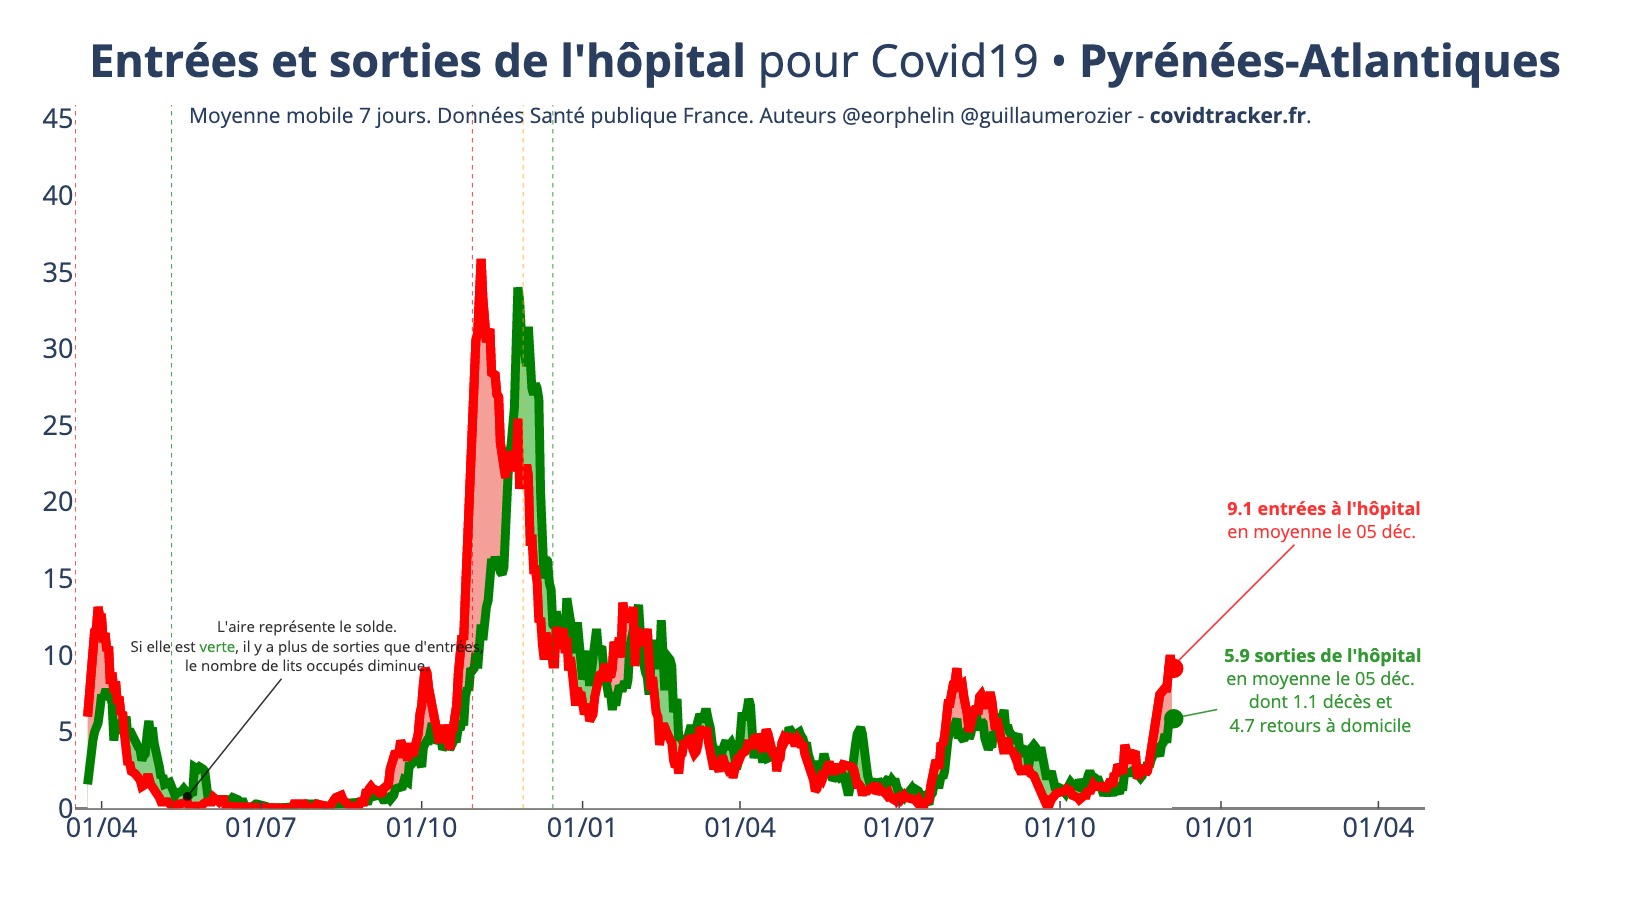 Entrées et sorties de l'hôpital pour Covid19 • Pyrénées-Atlantiques
Moyenne mobile 7 jours. Données Santé publique France. Auteurs @eorphelin @guillaumerozier - covidtracker.fr.
45
40
35
30
25
20
15
10
5
0
L'aire représente le solde.
Si elle est verte, il y a plus de sorties que d'entrées,
le nombre de lits occupés diminue.
9.1 entrées à l'hôpital
en moyenne le 05 déc.
5.9 sorties de l'hôpital
en moyenne le 05 déc.
dont 1.1 décès et
4.7 retours à domicile
01/04 01/07 01/10 01/01 01/04 01/07 01/10 01/01 01/04